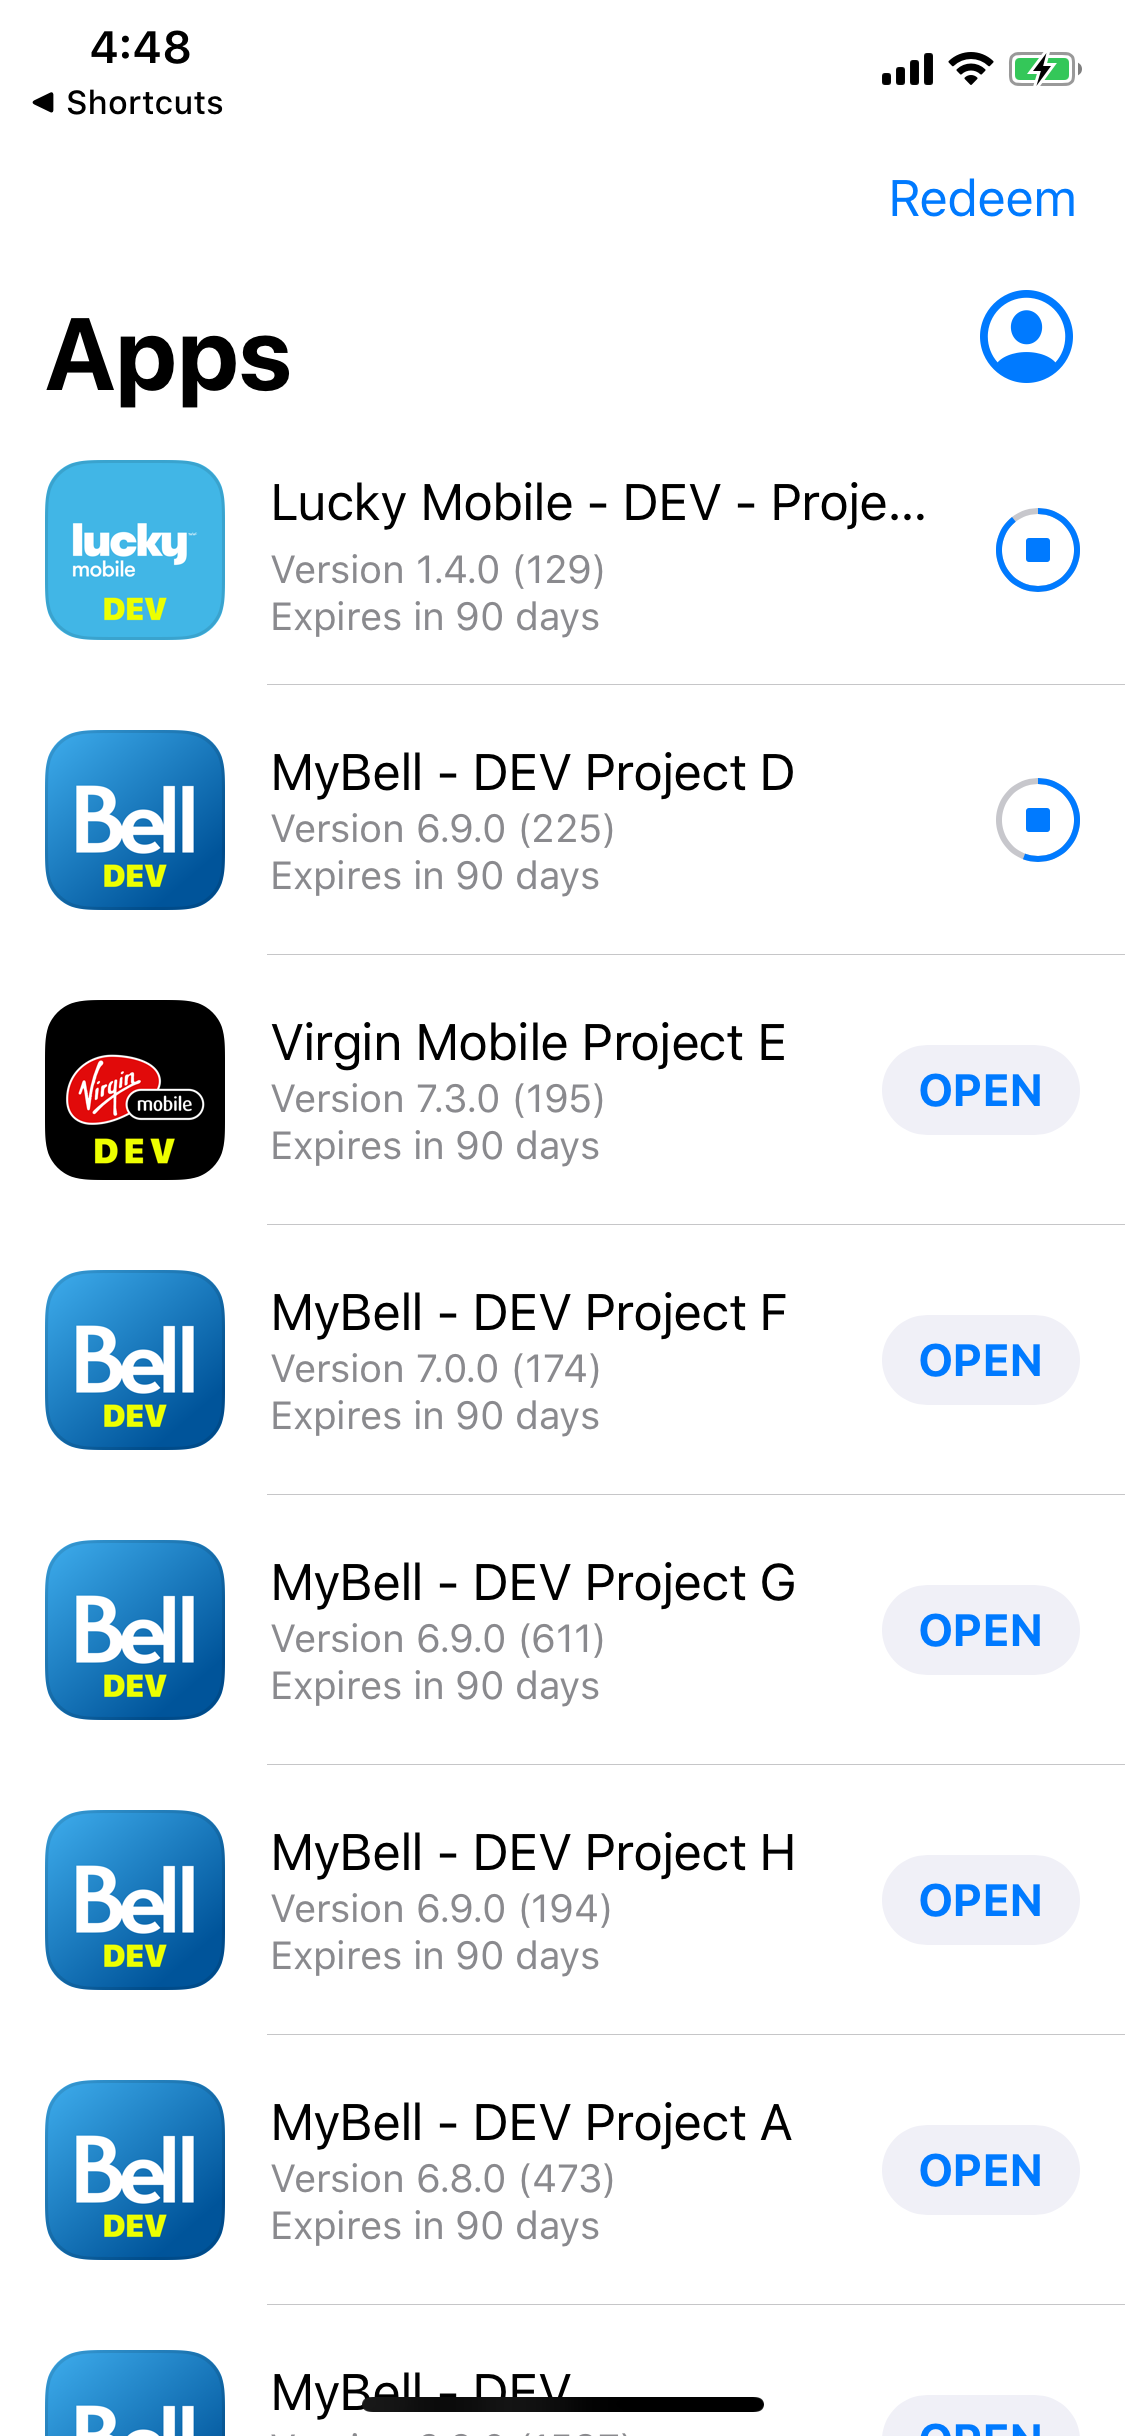 4:48
◀ Shortcuts
Redeem
Apps
lucky
mobile
DEV
Lucky Mobile - DEV - Proje...
Version 1.4.0 (129)
Expires in 90 days
Bell
DEV
MyBell - DEV Project D
Version 6.9.0 (225)
Expires in 90 days
Virgin
mobile
DEV
Virgin Mobile Project E
Version 7.3.0 (195)
Expires in 90 days
OPEN
Bell
DEV
MyBell - DEV Project F
Version 7.0.0 (174)
Expires in 90 days
OPEN
Bell
DEV
MyBell - DEV Project G
Version 6.9.0 (611)
Expires in 90 days
OPEN
Bell
DEV
MyBell - DEV Project H
Version 6.9.0 (194)
Expires in 90 days
OPEN
Bell
DEV
MyBell - DEV Project A
Version 6.8.0 (473)
Expires in 90 days
OPEN
Bell
MyBell - DEV
OPEN